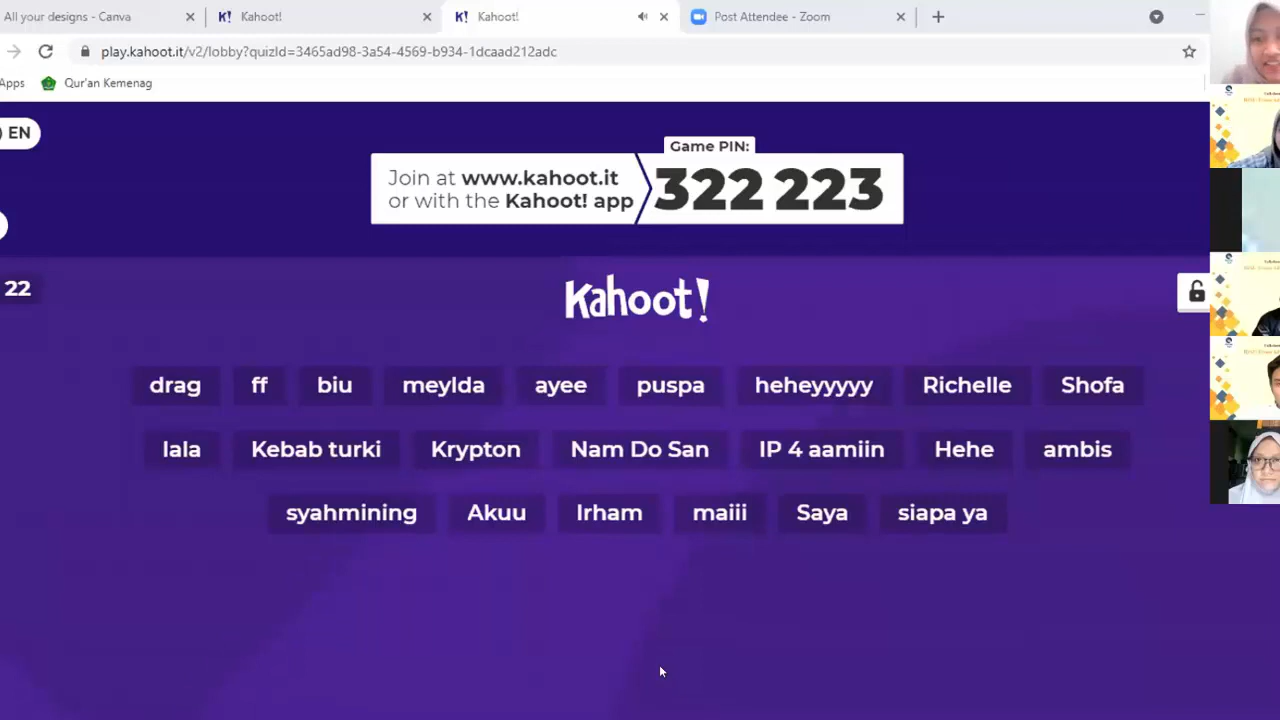 All your designs - Canva
Kahoot!
Kahoot!
Post Attendee - Zoom
play.kahoot.it/v2/lobby?quizId=3465ad98-3a54-4569-b934-1dcaad212adc
Apps
Qur'an Kemenag
EN
Game PIN:
Join at www.kahoot.it
or with the Kahoot! app
322 223
22
Kahoot!
drag ff biu meylda ayee puspa heheyyyyy Richelle Shofa
lala Kebab turki Krypton Nam Do San IP 4 aamiin Hehe ambis
syahmining Akuu Irham maiii Saya siapa ya